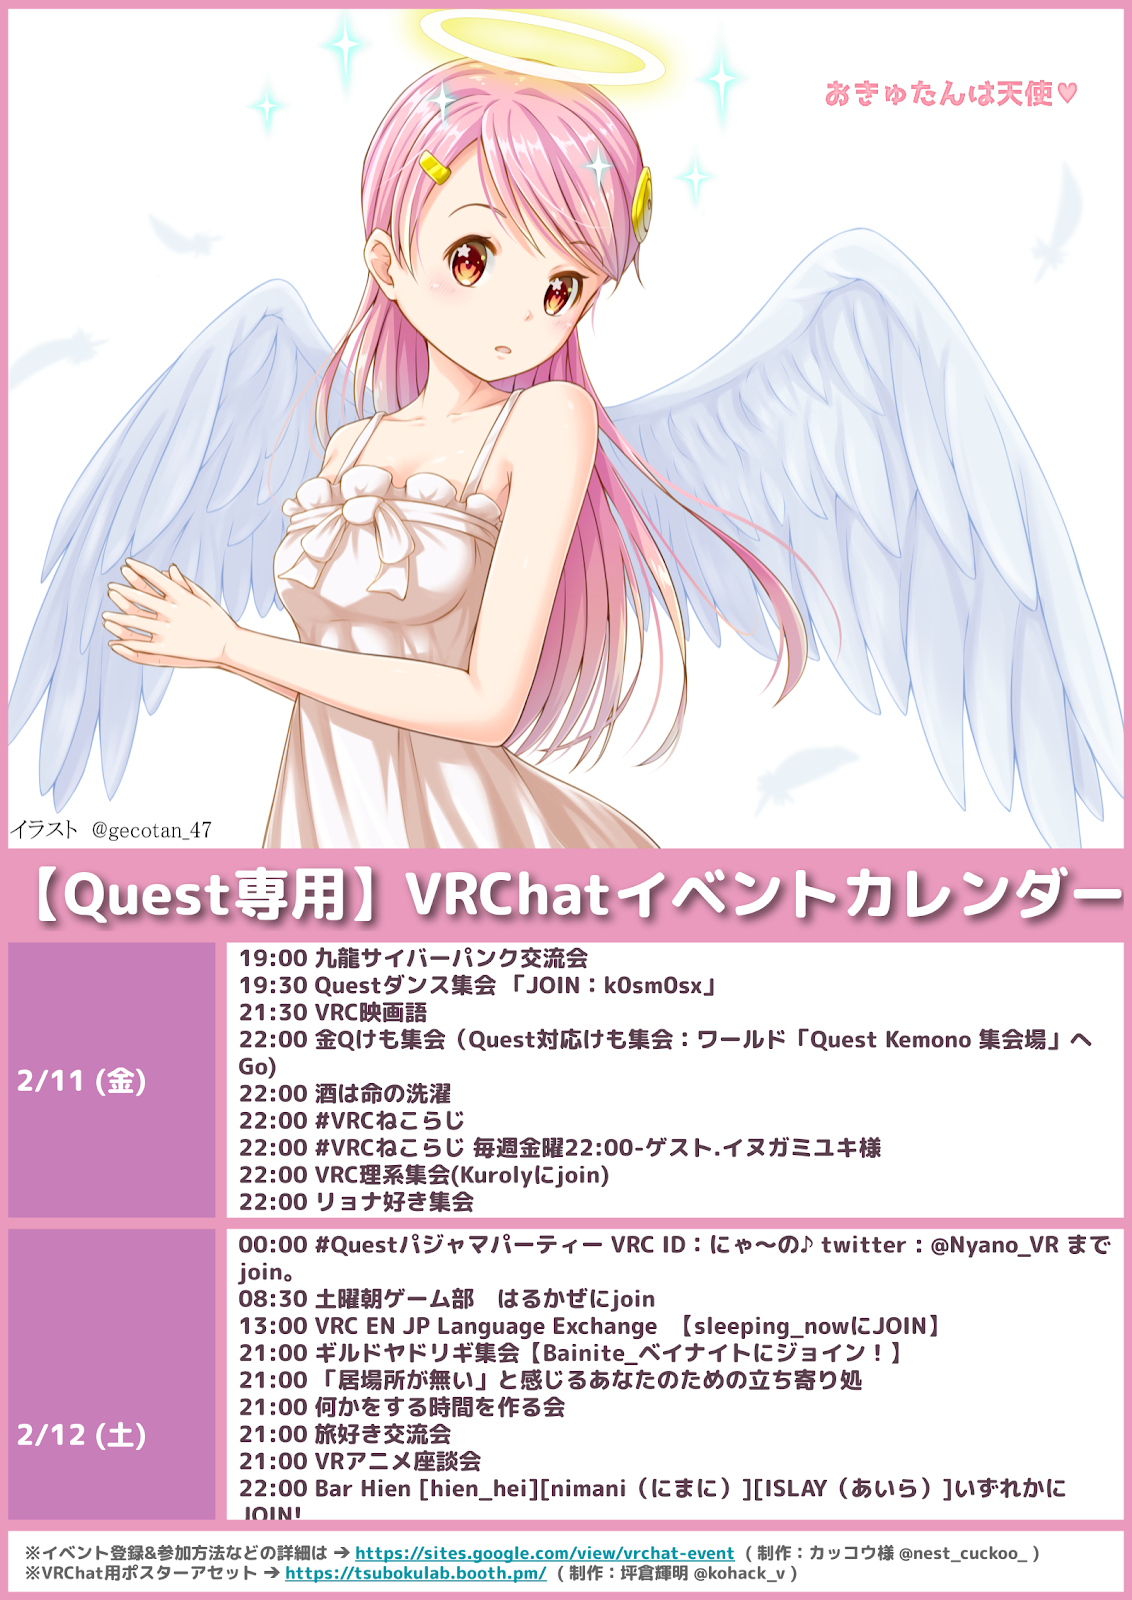 おきゅたんは天使♥
イラスト @gecotan_47
【Quest専用】VRChatイベントカレンダー
2/11 (金)
19:00 九龍サイバーパンク交流会
19:30 Questダンス集会 「JOIN：k0sm0sx」
21:30 VRC映画語
22:00 金Qけも集会（Quest対応けも集会：ワールド「Quest Kemono 集会場」へ
Go)
22:00 酒は命の洗濯
22:00 #VRCねこらじ
22:00 #VRCねこらじ 毎週金曜22:00-ゲスト.イヌガミユキ様
22:00 VRC理系集会(Kurolyにjoin)
22:00 リョナ好き集会
2/12 (土)
00:00 #Questパジャマパーティー VRC ID：にゃ～の♪ twitter : @Nyano_VR まで
join。
08:30 土曜朝ゲーム部　はるかぜにjoin
13:00 VRC EN JP Language Exchange 【sleeping_nowにJOIN】
21:00 ギルドヤドリギ集会【Bainite_ベイナイトにジョイン！】
21:00 「居場所が無い」と感じるあなたのための立ち寄り処
21:00 何かをする時間を作る会
21:00 旅好き交流会
21:00 VRアニメ座談会
22:00 Bar Hien [hien_hei][nimani（にまに）][ISLAY（あいら）]いずれかに
JOIN!
※イベント登録&参加方法などの詳細は → https://sites.google.com/view/vrchat-event ( 制作：カッコウ様 @nest_cuckoo_ )
※VRChat用ポスターアセット → https://tsubokulab.booth.pm/ ( 制作：坪倉輝明 @kohack_v )